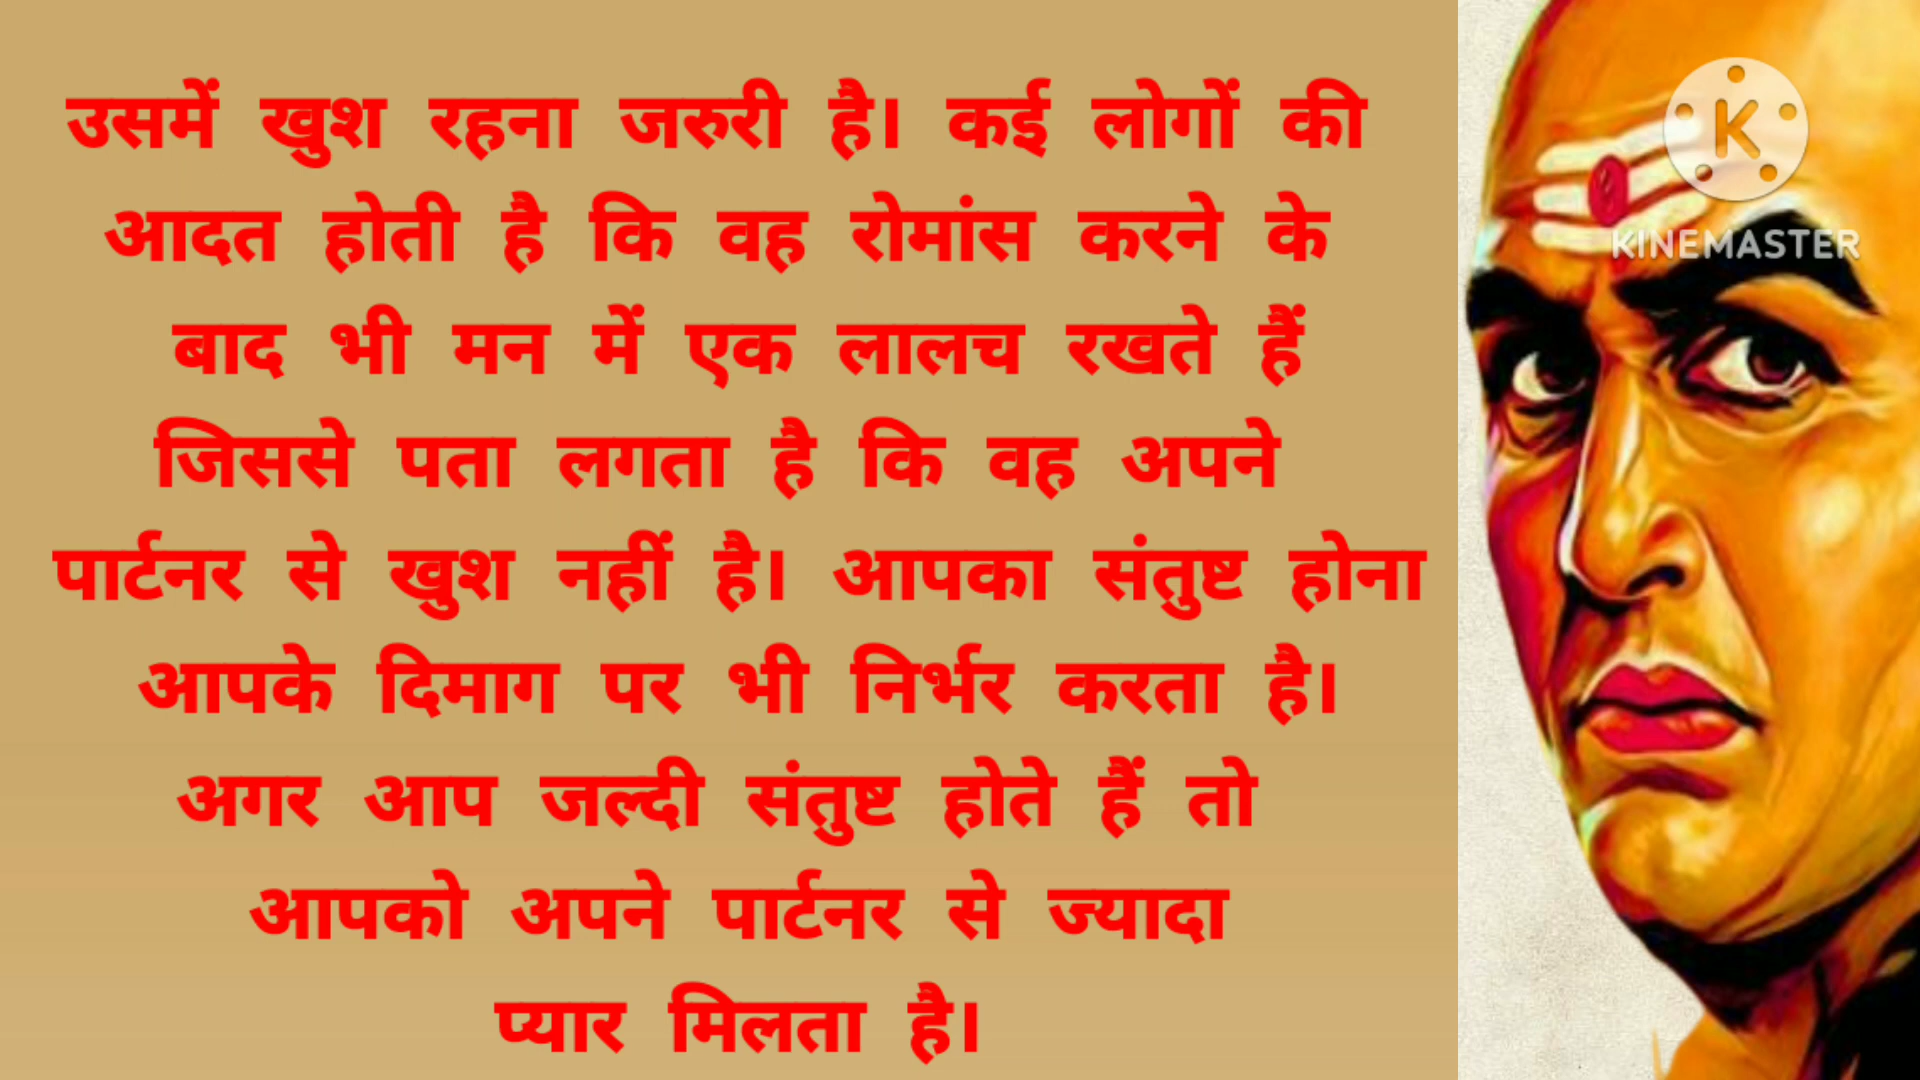 उसमें खुश रहना जरुरी है। कई लोगों की
आदत होती है कि वह रोमांस करने के
बाद भी मन में एक लालच रखते हैं
जिससे पता लगता है कि वह अपने
पार्टनर से खुश नहीं है। आपका संतुष्ट होना
आपके दिमाग पर भी निर्भर करता है।
अगर आप जल्दी संतुष्ट होते हैं तो
आपको अपने पार्टनर से ज्यादा
प्यार मिलता है।
K
KINEMASTER